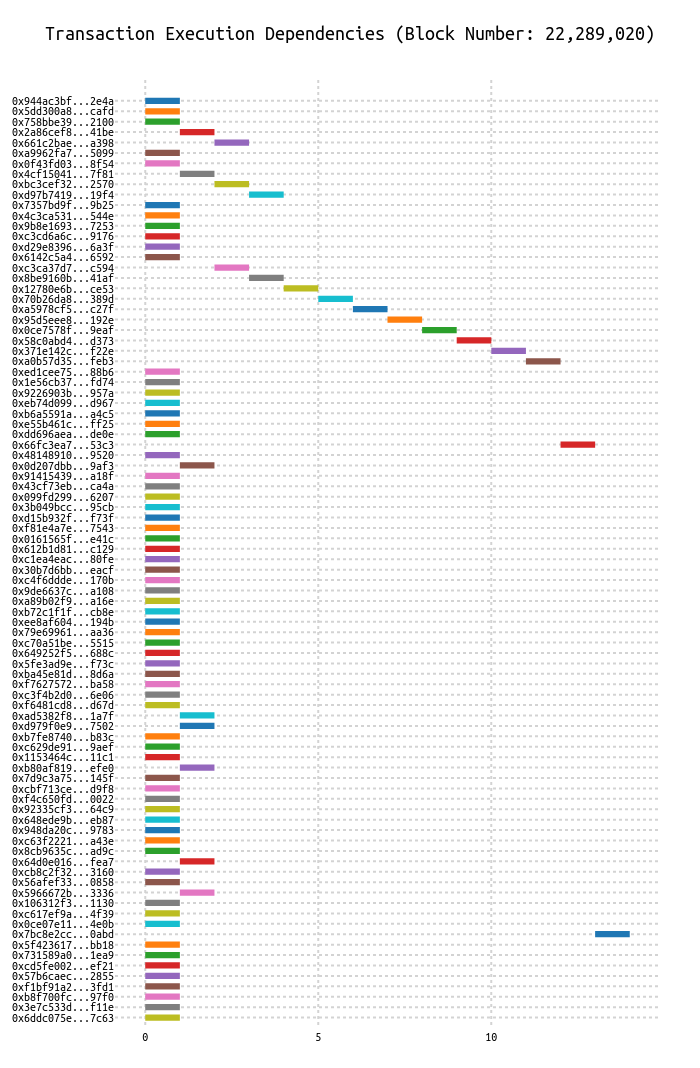 Transaction Execution Dependencies (Block Number: 22,289,020)
0x944ac3bf...2e4a
0x5dd300a8...cafd
0x758bbe39...2100
0x2a86cef8...41be
0x661c2bae...a398
0xa9962fa7...5099
0x0f43fd03...8f54
0x4cf15041...7f81
0xbc3cef32...2570
0xd97b7419...19f4
0x7357bd9f...9b25
0x4c3ca531...544e
0x9b8e1693...7253
0xc3cd6a6c...9176
0xd29e8396...6a3f
0x6142c5a4...6592
0xc3ca37d7...c594
0x8be9160b...41af
0x12780e6b...ce53
0x70b26da8...389d
0xa5978cf5...c27f
0x95d5eee8...192e
0x0ce7578f...9eaf
0x58c0abd4...d373
0x371e142c...f22e
0xa0b57d35...feb3
0xed1cee75...88b6
0x1e56cb37...fd74
0x9226903b...957a
0xeb74d099...d967
0xb6a5591a...a4c5
0xe55b461c...ff25
0xdd696aea...de0e
0x66fc3ea7...53c3
0x48148910...9520
0x0d207dbb...9af3
0x91415439...a18f
0x43cf73eb...ca4a
0x099fd299...6207
0x3b049bcc...95cb
0xd15b932f...f73f
0xf81e4a7e...7543
0x0161565f...e41c
0x612b1d81...c129
0xc1ea4eac...80fe
0x30b7d6bb...eacf
0xc4f6ddde...170b
0x9de6637c...a108
0xa89b02f9...a16e
0xb72c1f1f...cb8e
0xee8af604...194b
0x79e69961...aa36
0xc70a51be...5515
0x649252f5...688c
0x5fe3ad9e...f73c
0xba45e81d...8d6a
0xf7627572...ba58
0xc3f4b2d0...6e06
0xf6481cd8...d67d
0xad5382f8...1a7f
0xd979f0e9...7502
0xb7fe8740...b83c
0xc629de91...9aef
0x1153464c...11c1
0xb80af819...efe0
0x7d9c3a75...145f
0xcbf713ce...d9f8
0xf4c650fd...0022
0x92335cf3...64c9
0x648ede9b...eb87
0x948da20c...9783
0xc63f2221...a43e
0x8cb9635c...ad9c
0x64d0e016...fea7
0xcb8c2f32...3160
0x56afef33...0858
0x5966672b...3336
0x106312f3...1130
0xc617ef9a...4f39
0x0ce07e11...4e0b
0x7bc8e2cc...0abd
0x5f423617...bb18
0x731589a0...1ea9
0xcd5fe002...ef21
0x57b6caec...2855
0xf1bf91a2...3fd1
0xb8f700fc...97f0
0x3e7c533d...f11e
0x6ddc075e...7c63
0 5 10